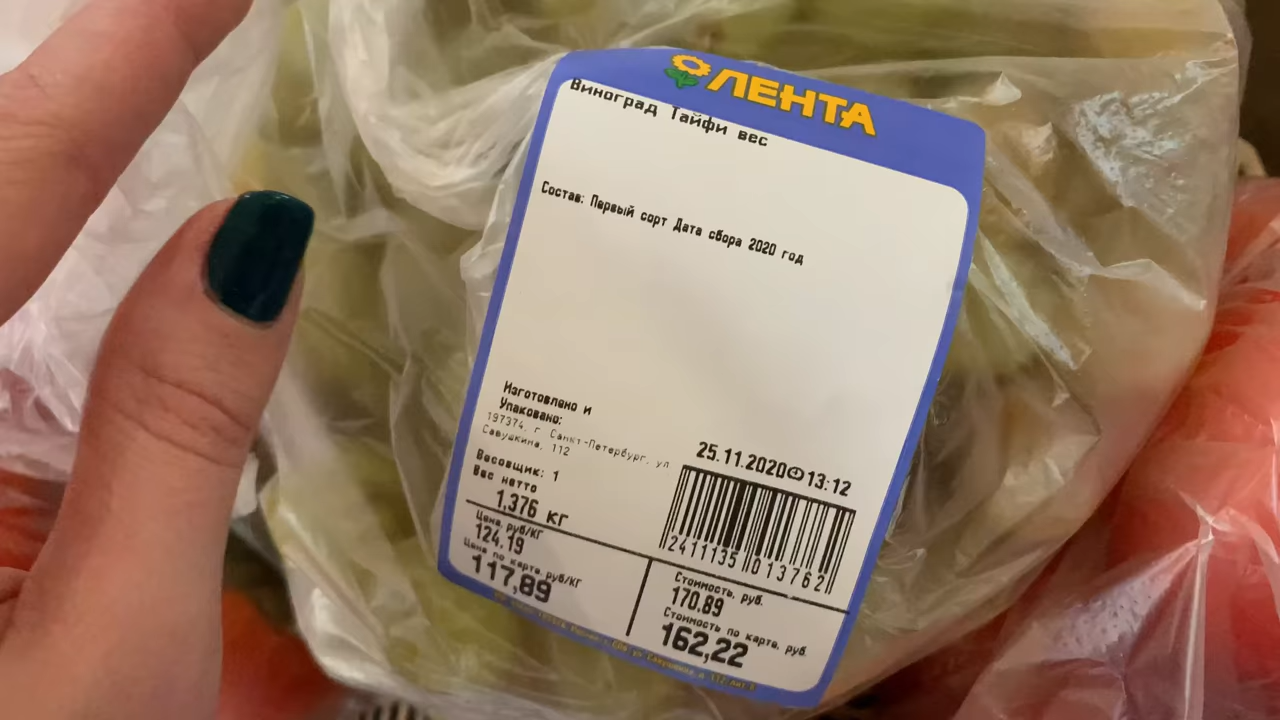 ЛЕНТА
Виноград Тайфи вес
Состав: Первый сорт Дата сбора 2020 год
Изготовлено и
Упаковано:
197374, г. Санкт-Петербург, ул
Савушкина, 112
25.11.2020 13:12
Весовщик: 1
Вес нетто
1,376 кг
2411135 013762
Цена, руб/кг
124.19
Цена по карте, руб/кг
117,89
Стоимость, руб.
170.89
Стоимость по карте, руб.
162,22